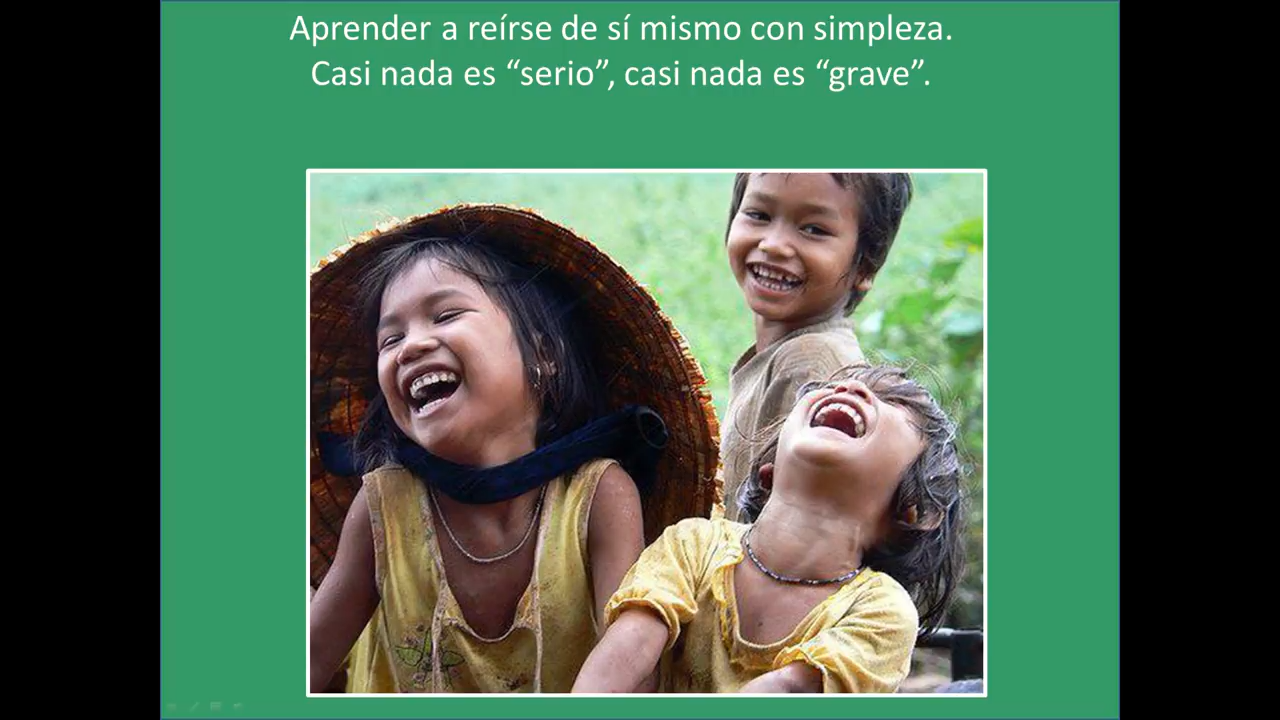 Aprender a reírse de sí mismo con simpleza.
Casi nada es “serio”, casi nada es “grave”.